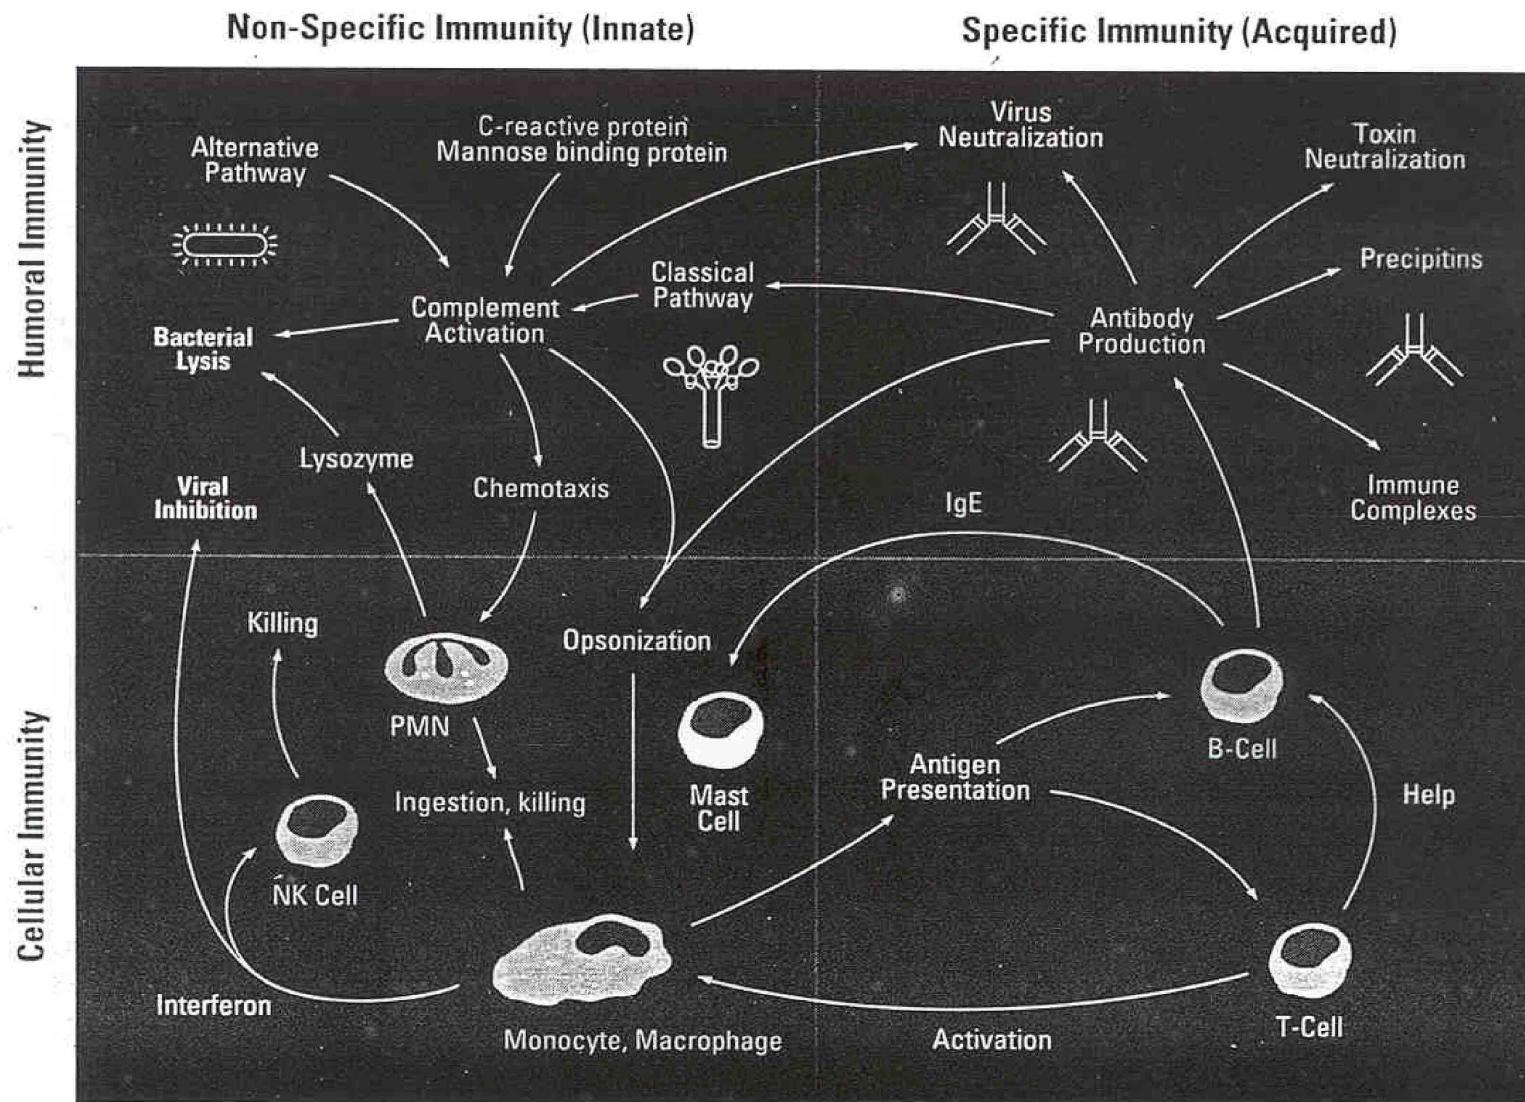 Non-Specific Immunity (Innate)
Specific Immunity (Acquired)
Humoral Immunity
Cellular Immunity
Alternative
Pathway
C-reactive protein
Mannose binding protein
Virus
Neutralization
Toxin
Neutralization
Complement
Activation
Classical
Pathway
Antibody
Production
Precipitins
Bacterial
Lysis
Lysozyme
Chemotaxis
Viral
Inhibition
IgE
Immune
Complexes
Killing
PMN
Opsonization
Ingestion, killing
Mast
Cell
Antigen
Presentation
B-Cell
Help
NK Cell
Interferon
Monocyte, Macrophage
Activation
T-Cell